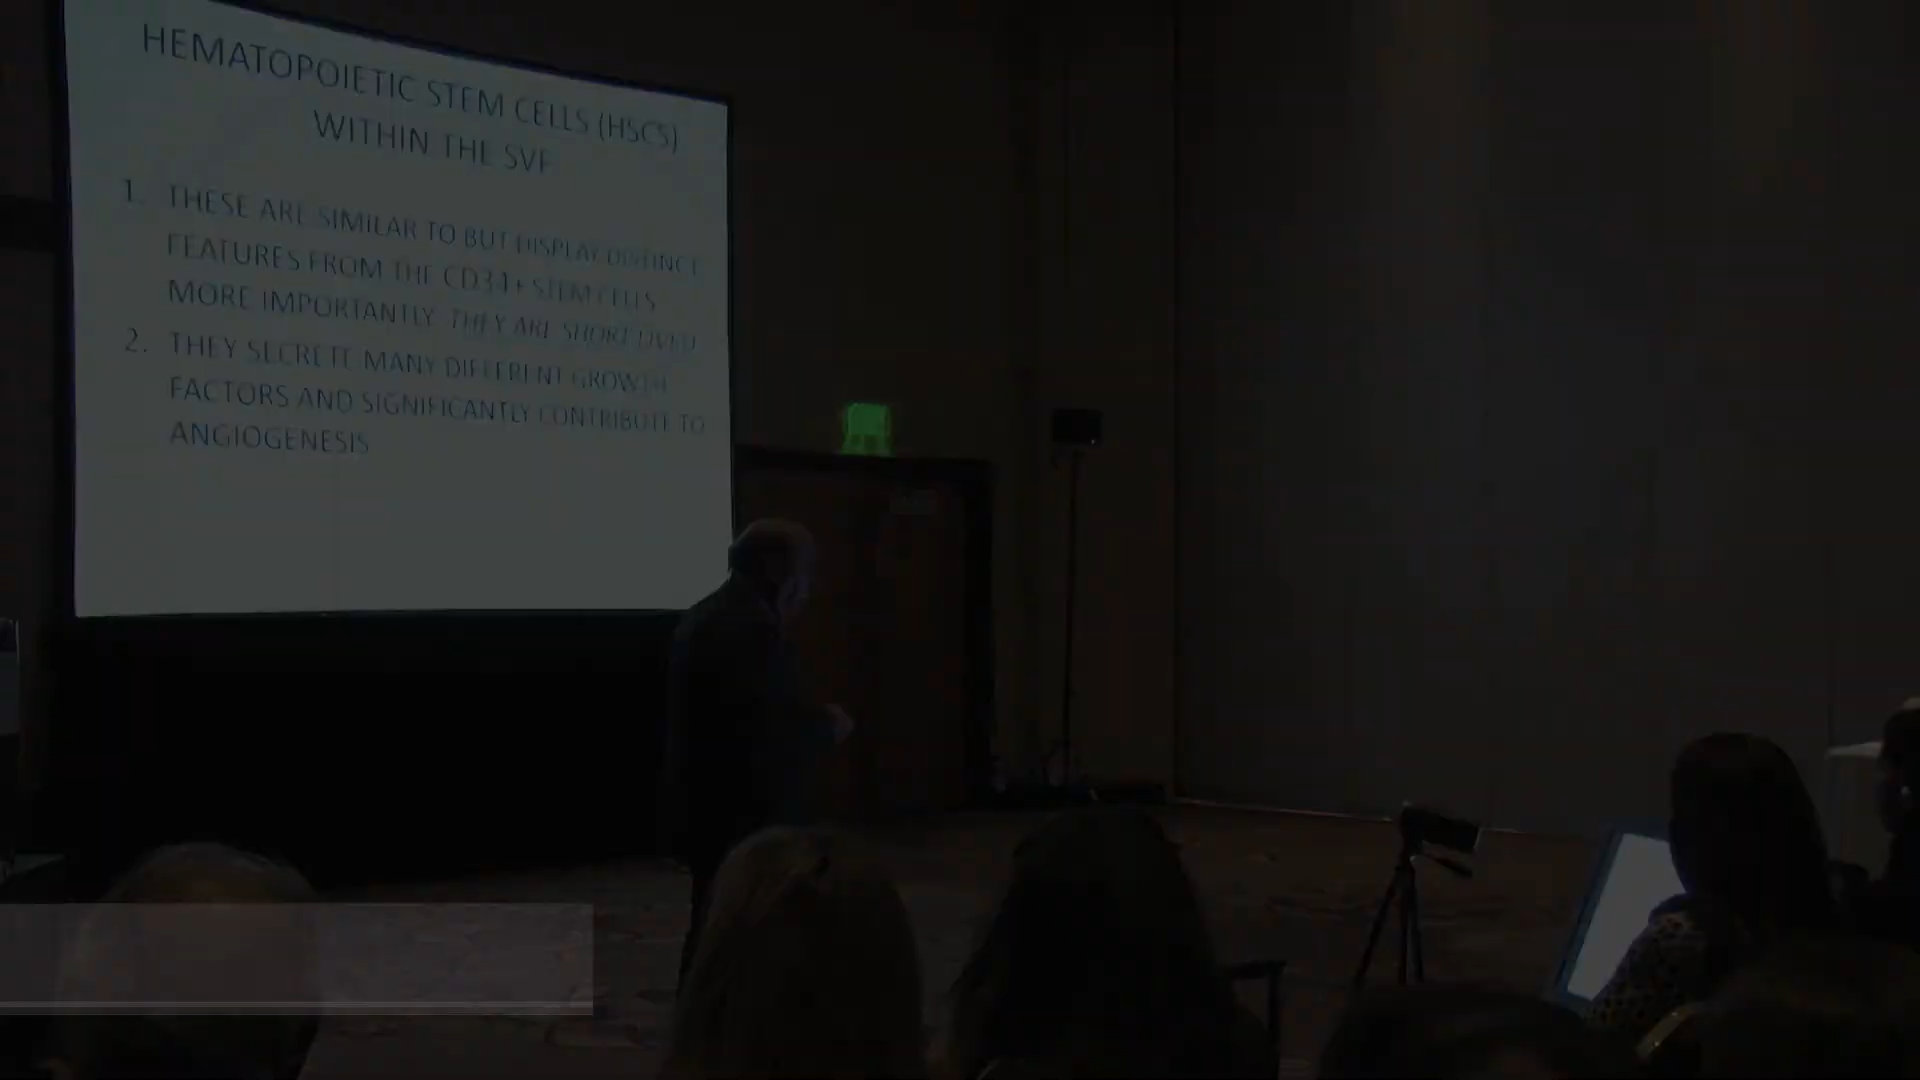 HEMATOPOIETIC STEM CELLS (HSCS)
WITHIN THE SVF
1. THESE ARE SIMILAR TO BUT DISPLAY DISTINCT
FEATURES FROM THE CD34+ STEM CELLS
MORE IMPORTANTLY THEY ARE SHORT LIVED
2. THEY SECRETE MANY DIFFERENT GROWTH
FACTORS AND SIGNIFICANTLY CONTRIBUTE TO
ANGIOGENESIS